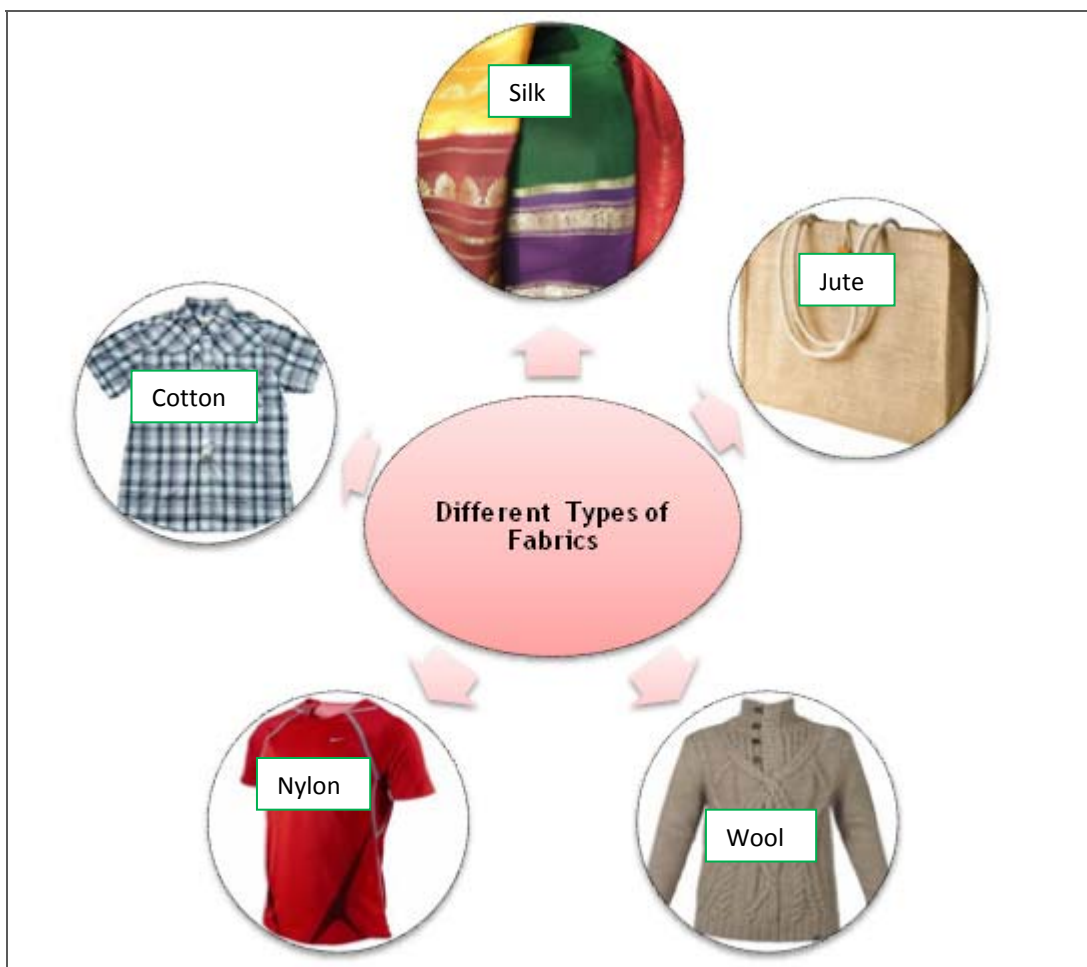 Silk
Jute
Cotton
Different Types of
Fabrics
Nylon
Wool